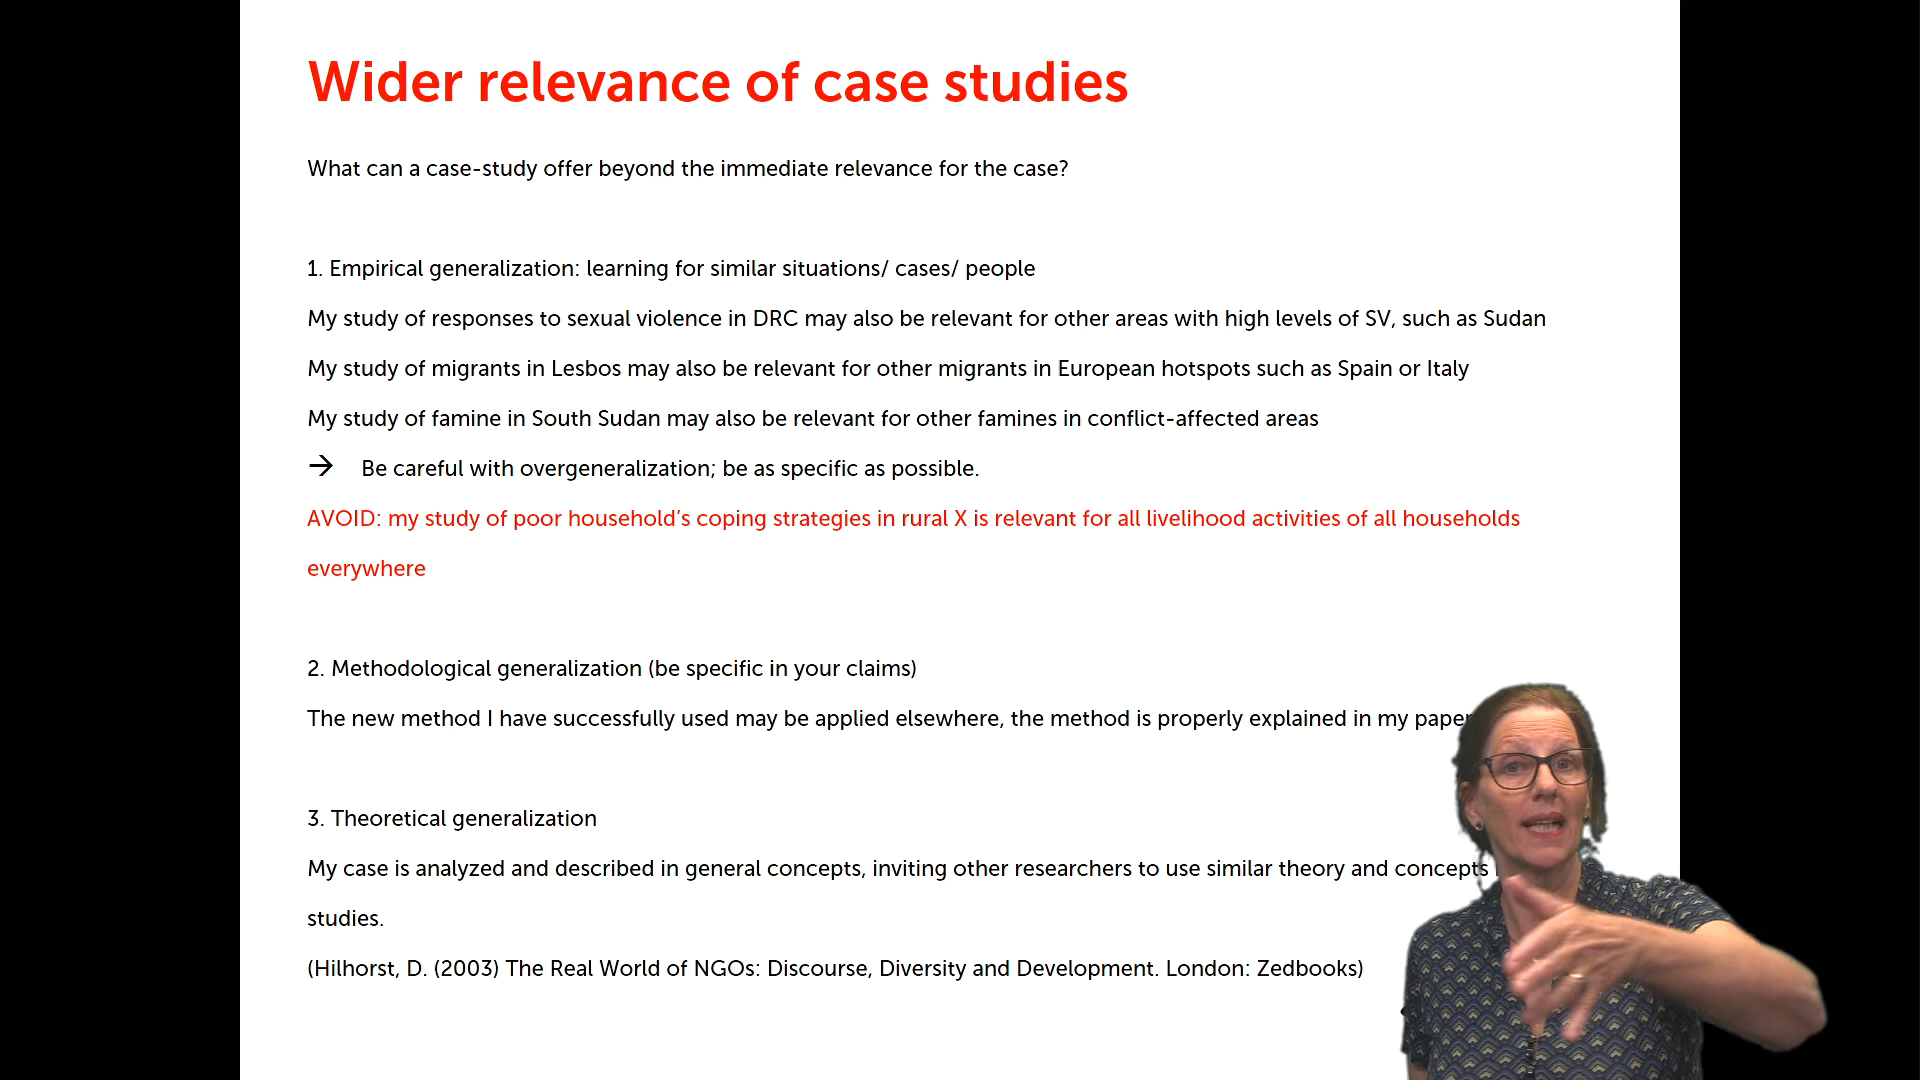 Wider relevance of case studies
What can a case-study offer beyond the immediate relevance for the case?
1. Empirical generalization: learning for similar situations/ cases/ people
My study of responses to sexual violence in DRC may also be relevant for other areas with high levels of SV, such as Sudan
My study of migrants in Lesbos may also be relevant for other migrants in European hotspots such as Spain or Italy
My study of famine in South Sudan may also be relevant for other famines in conflict-affected areas
→ Be careful with overgeneralization; be as specific as possible.
AVOID: my study of poor household’s coping strategies in rural X is relevant for all livelihood activities of all households
everywhere
2. Methodological generalization (be specific in your claims)
The new method I have successfully used may be applied elsewhere, the method is properly explained in my paper
3. Theoretical generalization
My case is analyzed and described in general concepts, inviting other researchers to use similar theory and concepts
studies.
(Hilhorst, D. (2003) The Real World of NGOs: Discourse, Diversity and Development. London: Zedbooks)